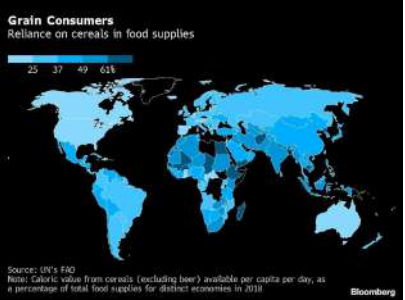 Grain Consumers
Reliance on cereals in food supplies
25 37 49 61%
Source: UN's FAO
Note: Caloric value from cereals (excluding beer) available per capita per day, as
a percentage of total food supplies for distinct economies in 2018
Bloomberg